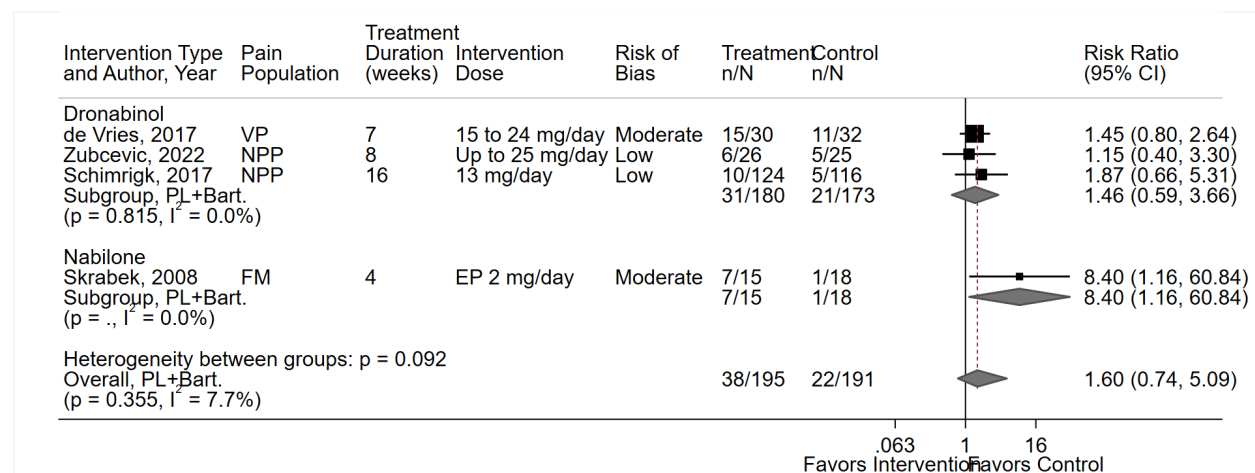 Intervention Type and Author, Year Pain Population Treatment Duration (weeks) Intervention Dose Risk of Bias Treatment n/N Control n/N Risk Ratio (95% CI)
Dronabinol
de Vries, 2017 VP 7 15 to 24 mg/day Moderate 15/30 11/32 1.45 (0.80, 2.64)
Zubcevic, 2022 NPP 8 Up to 25 mg/day Low 6/26 5/25 1.15 (0.40, 3.30)
Schimrigk, 2017 NPP 16 13 mg/day Low 10/124 5/116 1.87 (0.66, 5.31)
Subgroup, PL+Bart. 31/180 21/173 1.46 (0.59, 3.66)
(p = 0.815, I² = 0.0%)
Nabilone
Skrabek, 2008 FM 4 EP 2 mg/day Moderate 7/15 1/18 8.40 (1.16, 60.84)
Subgroup, PL+Bart. 7/15 1/18 8.40 (1.16, 60.84)
(p = ., I² = 0.0%)
Heterogeneity between groups: p = 0.092
Overall, PL+Bart. 38/195 22/191 1.60 (0.74, 5.09)
(p = 0.355, I² = 7.7%)
.063 1 16
Favors Intervention Favors Control